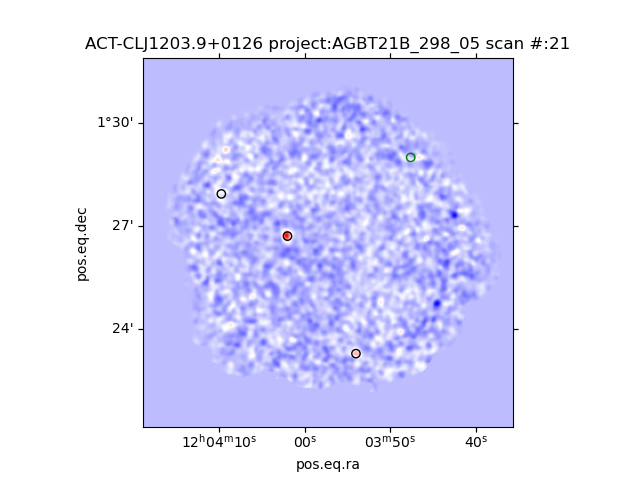 ACT-CLJ1203.9+0126 project:AGBT21B_298_05 scan #:21
1°30'
27'
24'
pos.eq.dec
12ʰ04ᵐ10ˢ 00ˢ 03ᵐ50ˢ 40ˢ
pos.eq.ra